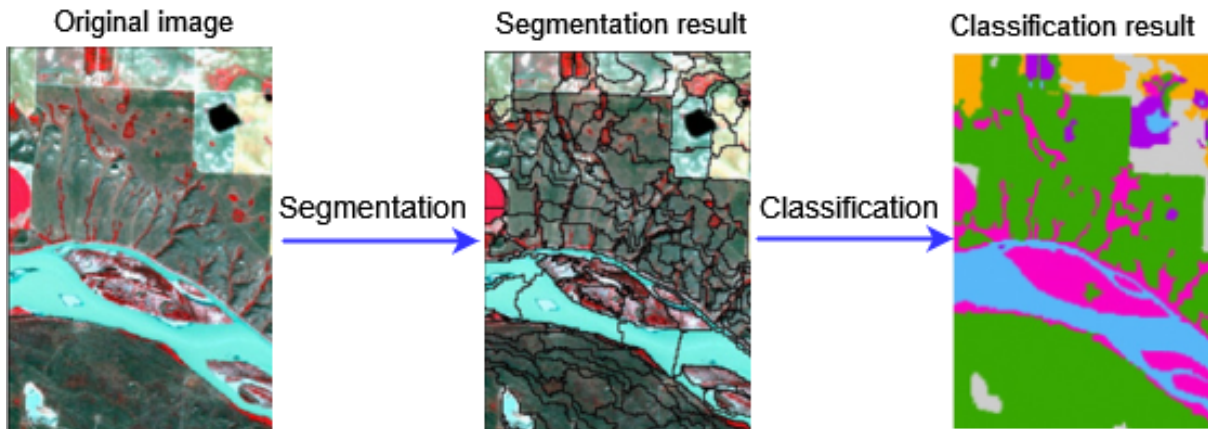 Original image
Segmentation result
Classification result
Segmentation
Classification